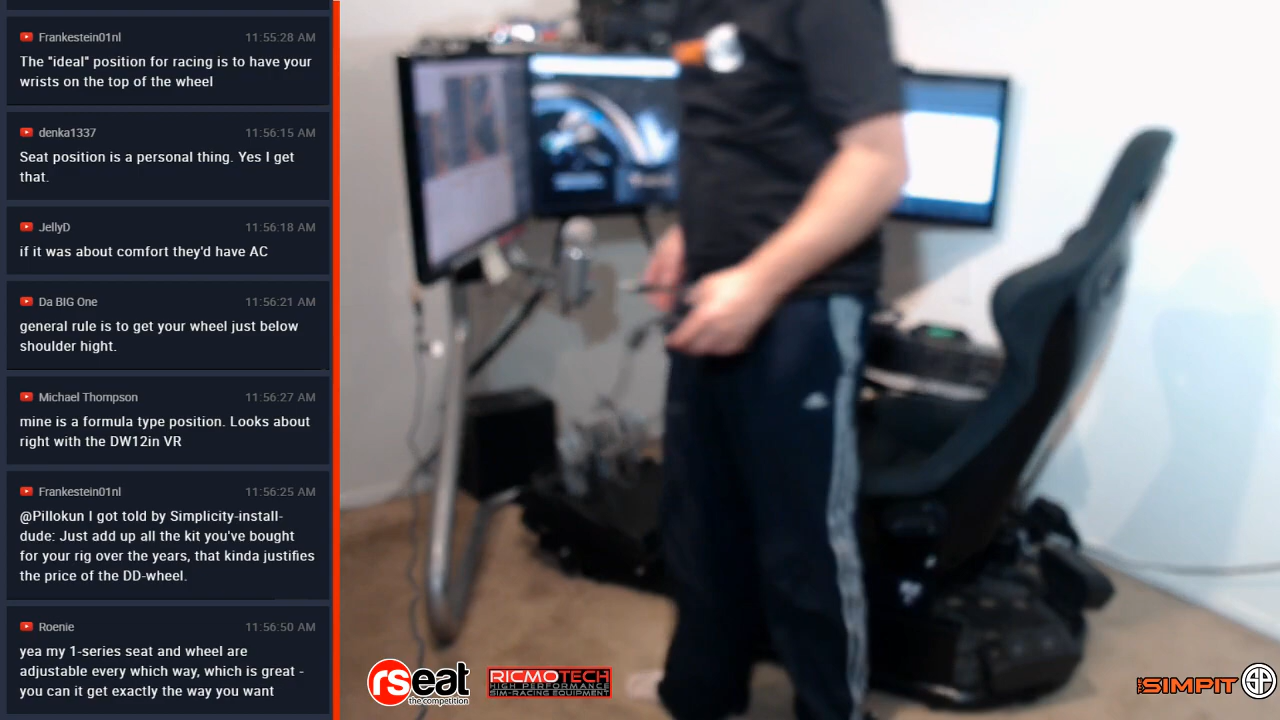 Frankestein01nl 11:55:28 AM
The "ideal" position for racing is to have your
wrists on the top of the wheel
denka1337 11:56:15 AM
Seat position is a personal thing. Yes I get
that.
JellyD 11:56:18 AM
if it was about comfort they'd have AC
Da BIG One 11:56:21 AM
general rule is to get your wheel just below
shoulder hight.
Michael Thompson 11:56:27 AM
mine is a formula type position. Looks about
right with the DW12in VR
Frankestein01nl 11:56:25 AM
@Pillokun I got told by Simplicity-install-
dude: Just add up all the kit you've bought
for your rig over the years, that kinda justifies
the price of the DD-wheel.
Roenie 11:56:50 AM
yea my 1-series seat and wheel are
adjustable every which way, which is great -
you can it get exactly the way you want
rseat
the competition
RICMOTECH
HIGH PERFORMANCE
SIM-RACING EQUIPMENT
SIMPIT